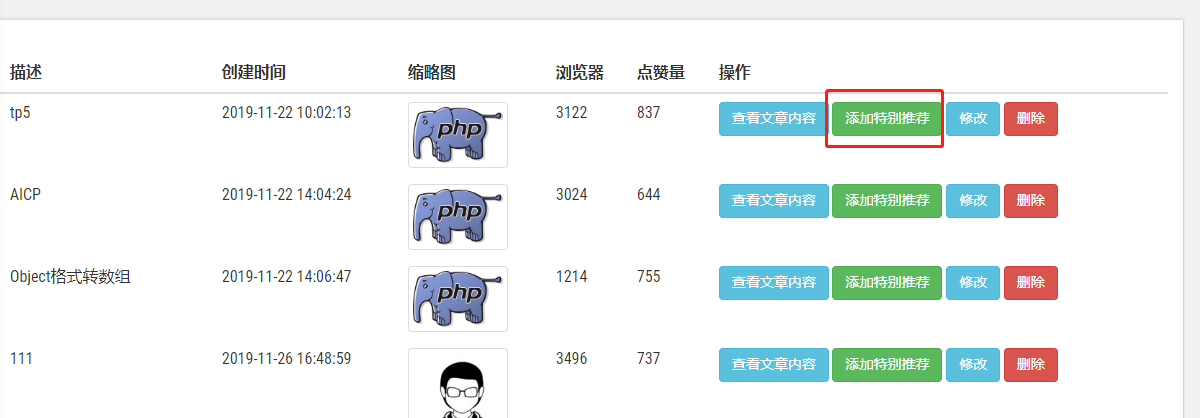 描述 创建时间 缩略图 浏览器 点赞量 操作
tp5 2019-11-22 10:02:13 php 3122 837 查看文章内容 添加特别推荐 修改 删除
AICP 2019-11-22 14:04:24 php 3024 644 查看文章内容 添加特别推荐 修改 删除
Object格式转数组 2019-11-22 14:06:47 php 1214 755 查看文章内容 添加特别推荐 修改 删除
111 2019-11-26 16:48:59 3496 737 查看文章内容 添加特别推荐 修改 删除